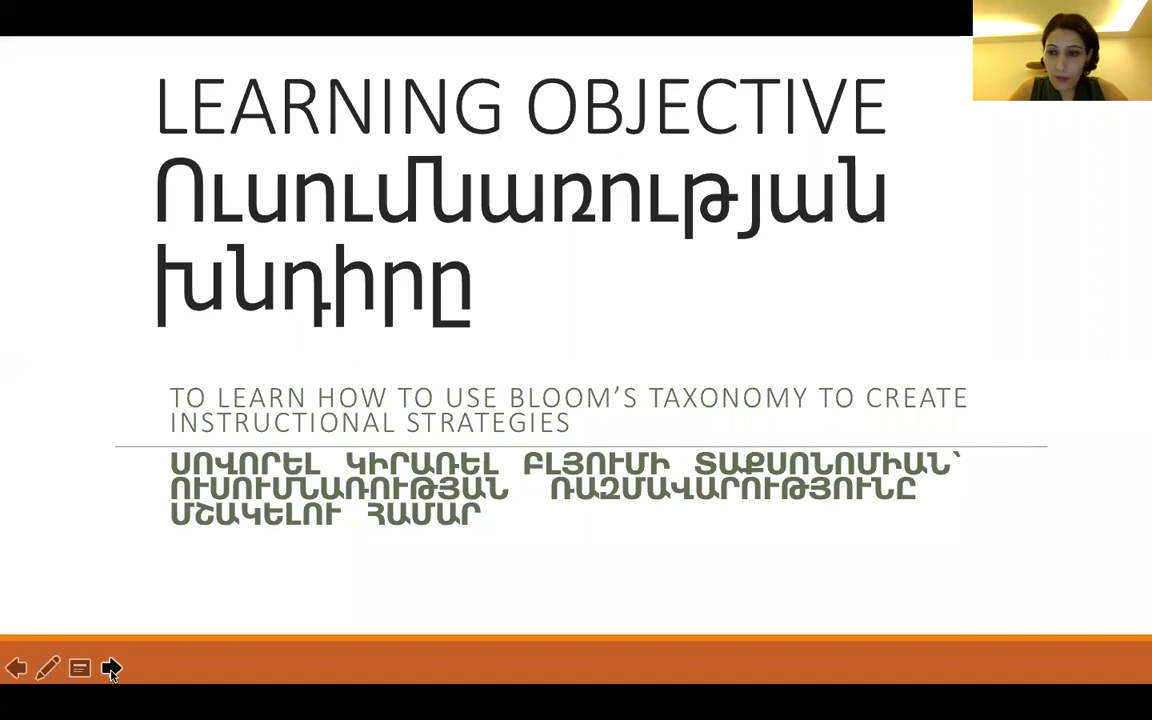 LEARNING OBJECTIVE
Ուսումնառության
խնդիրը
TO LEARN HOW TO USE BLOOM’S TAXONOMY TO CREATE
INSTRUCTIONAL STRATEGIES
ՍՈՎՈՐԵԼ ԿԻՐԱՌԵԼ ԲԼՅՈՒՄԻ ՏԱՔՍՈՆՈՄԻԱՆ՝
ՈՒՍՈՒՄՆԱՌՈՒԹՅԱՆ ՌԱԶՄԱՎԱՐՈՒԹՅՈՒՆԸ
ՄՇԱԿԵԼՈՒ ՀԱՄԱՐ